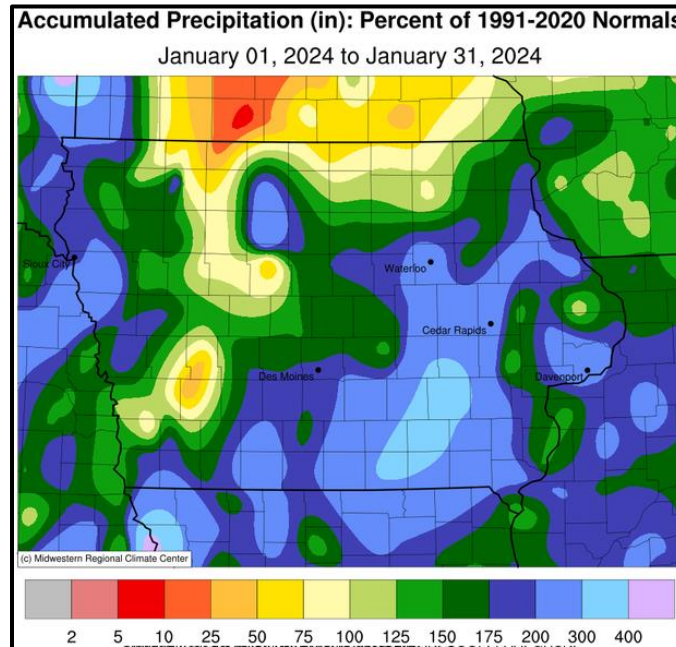 Accumulated Precipitation (in): Percent of 1991-2020 Normals
January 01, 2024 to January 31, 2024
Sioux City
Waterloo
Cedar Rapids
Des Moines
Davenport
(c) Midwestern Regional Climate Center
2 5 10 25 50 75 100 125 150 175 200 300 400